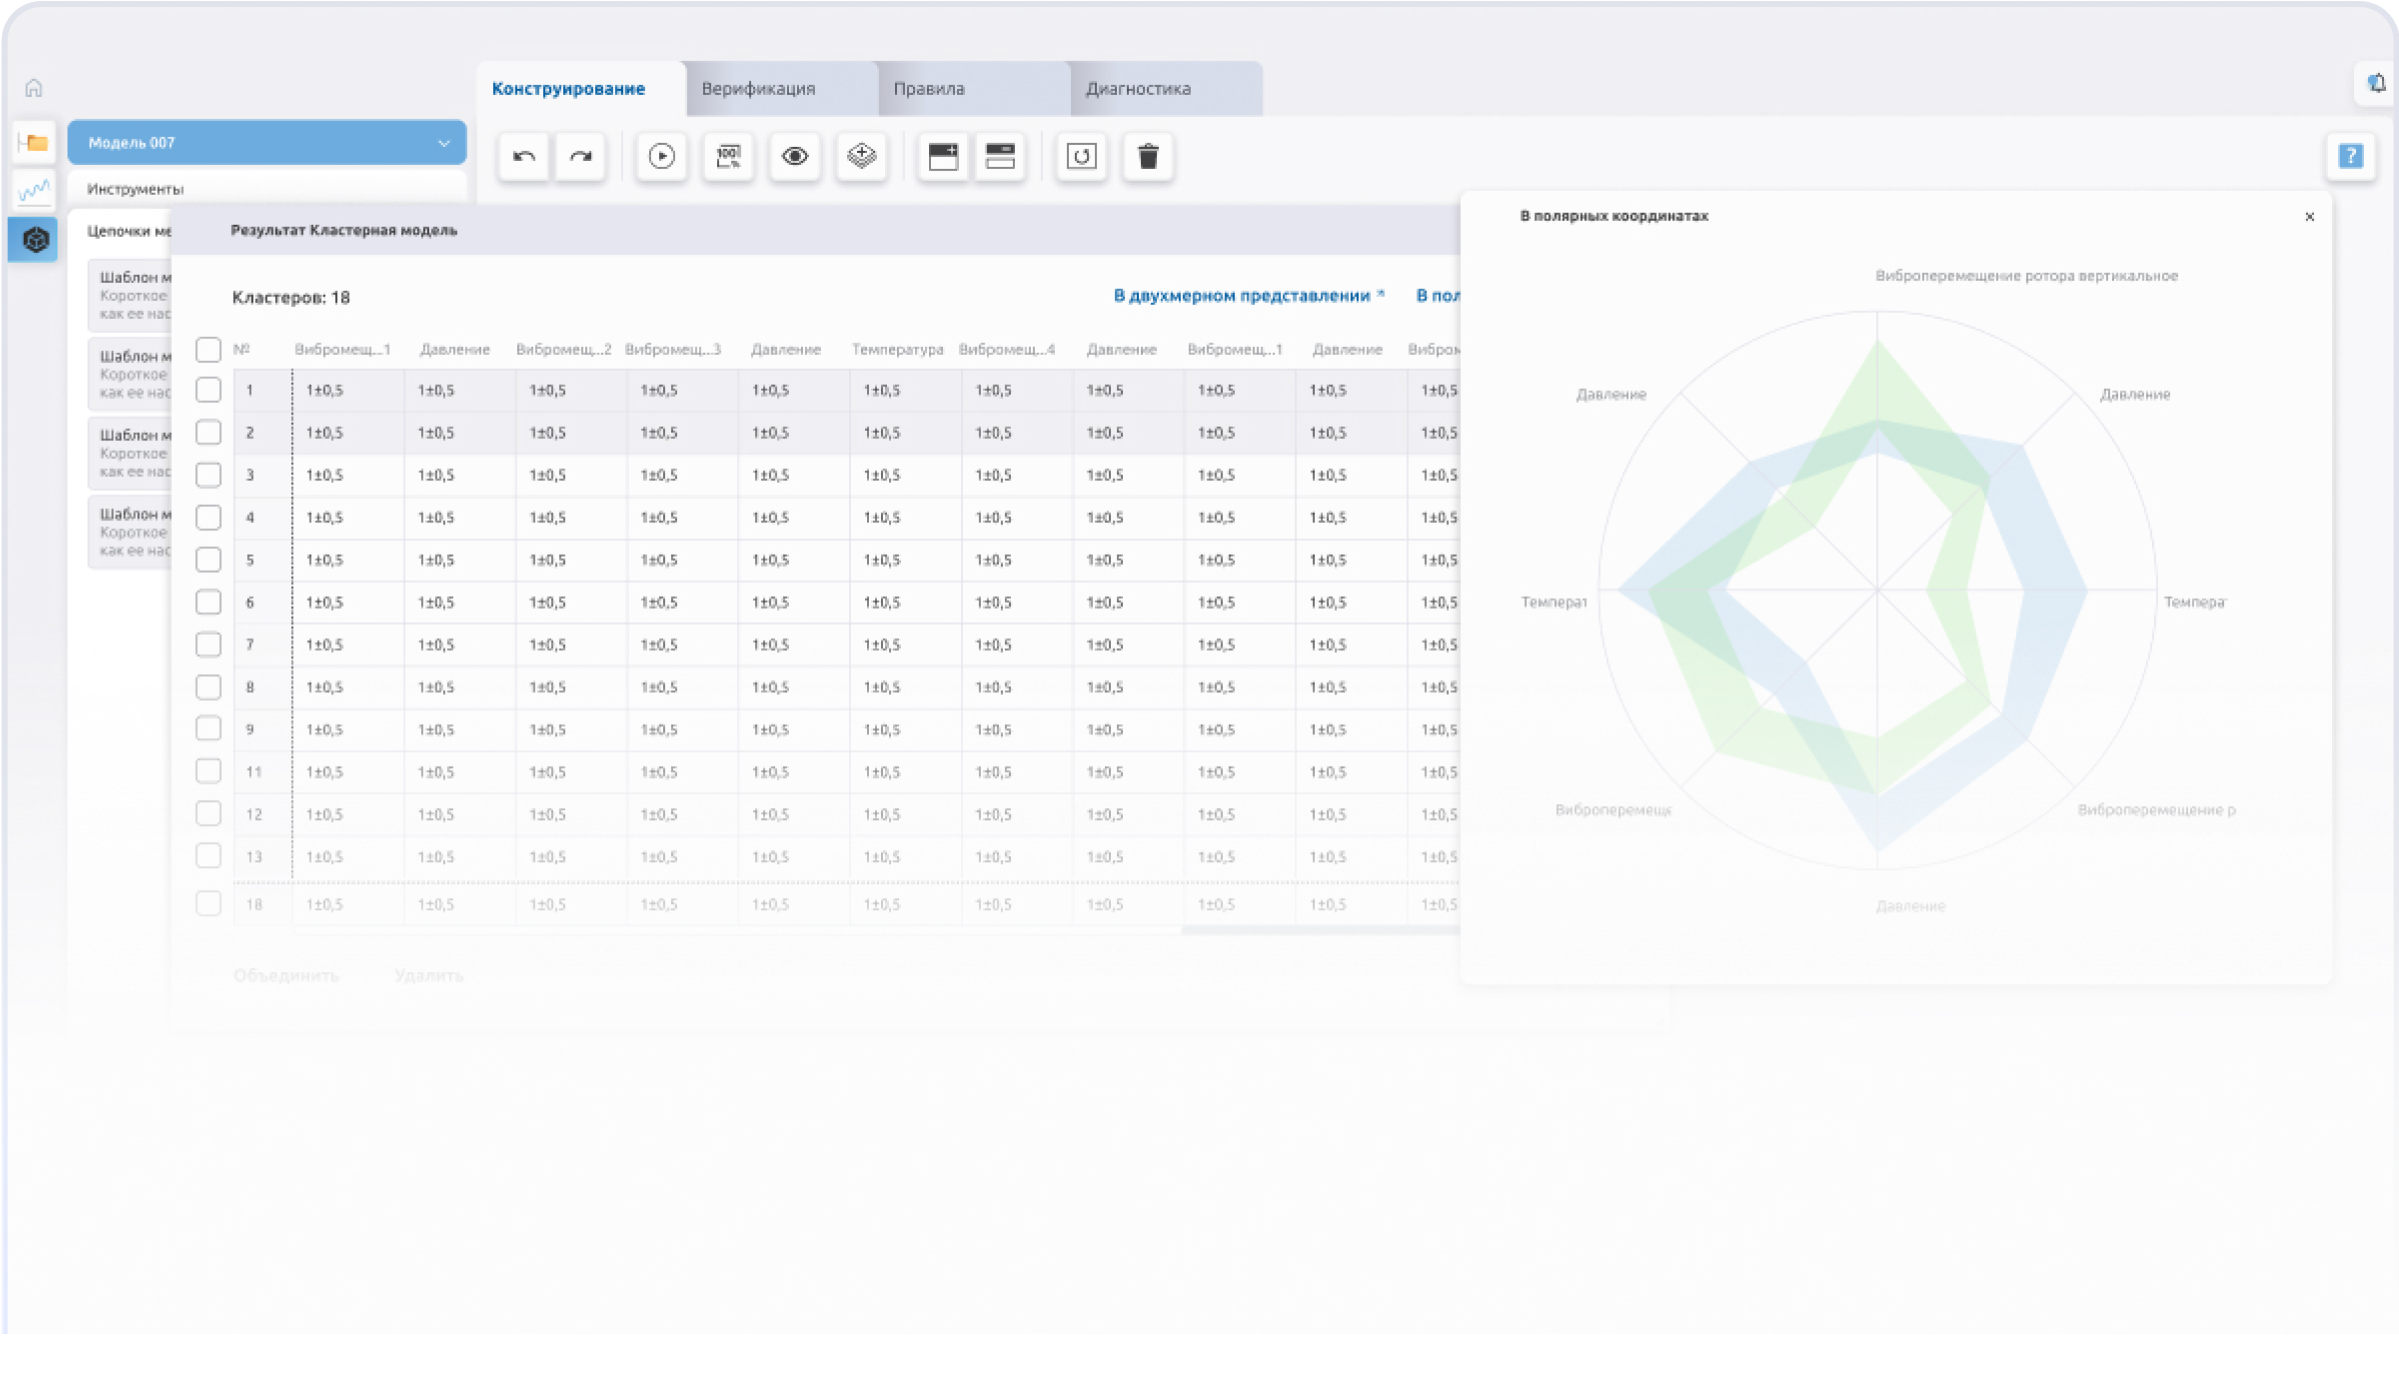 Конструирование
Верификация
Правила
Диагностика
Модель 007
100
%
?
Инструменты
Цепочки ме
Шаблон м
Короткое
как ее нас
Шаблон м
Короткое
как ее нас
Шаблон м
Короткое
как ее нас
Шаблон м
Короткое
как ее нас
Результат Кластерная модель
Кластеров: 18
В двухмерном представлении
В пол
№ Вибромещ...1 Давление Вибромещ...2 Вибромещ...3 Давление Температура Вибромещ...4 Давление Вибромещ...1 Давление Вибром
1 1±0,5 1±0,5 1±0,5 1±0,5 1±0,5 1±0,5 1±0,5 1±0,5 1±0,5 1±0,5 1±0,5
2 1±0,5 1±0,5 1±0,5 1±0,5 1±0,5 1±0,5 1±0,5 1±0,5 1±0,5 1±0,5 1±0,5
3 1±0,5 1±0,5 1±0,5 1±0,5 1±0,5 1±0,5 1±0,5 1±0,5 1±0,5 1±0,5 1±0,5
4 1±0,5 1±0,5 1±0,5 1±0,5 1±0,5 1±0,5 1±0,5 1±0,5 1±0,5 1±0,5 1±0,5
5 1±0,5 1±0,5 1±0,5 1±0,5 1±0,5 1±0,5 1±0,5 1±0,5 1±0,5 1±0,5 1±0,5
6 1±0,5 1±0,5 1±0,5 1±0,5 1±0,5 1±0,5 1±0,5 1±0,5 1±0,5 1±0,5 1±0,5
7 1±0,5 1±0,5 1±0,5 1±0,5 1±0,5 1±0,5 1±0,5 1±0,5 1±0,5 1±0,5 1±0,5
8 1±0,5 1±0,5 1±0,5 1±0,5 1±0,5 1±0,5 1±0,5 1±0,5 1±0,5 1±0,5 1±0,5
9 1±0,5 1±0,5 1±0,5 1±0,5 1±0,5 1±0,5 1±0,5 1±0,5 1±0,5 1±0,5 1±0,5
11 1±0,5 1±0,5 1±0,5 1±0,5 1±0,5 1±0,5 1±0,5 1±0,5 1±0,5 1±0,5 1±0,5
12 1±0,5 1±0,5 1±0,5 1±0,5 1±0,5 1±0,5 1±0,5 1±0,5 1±0,5 1±0,5 1±0,5
13 1±0,5 1±0,5 1±0,5 1±0,5 1±0,5 1±0,5 1±0,5 1±0,5 1±0,5 1±0,5 1±0,5
18 1±0,5 1±0,5 1±0,5 1±0,5 1±0,5 1±0,5 1±0,5 1±0,5 1±0,5 1±0,5 1±0,5
Объединить
Удалить
В полярных координатах
Виброперемещение ротора вертикальное
Давление
Давление
Темпераt
Темпера
Виброперемеще
Виброперемещение р
Давление